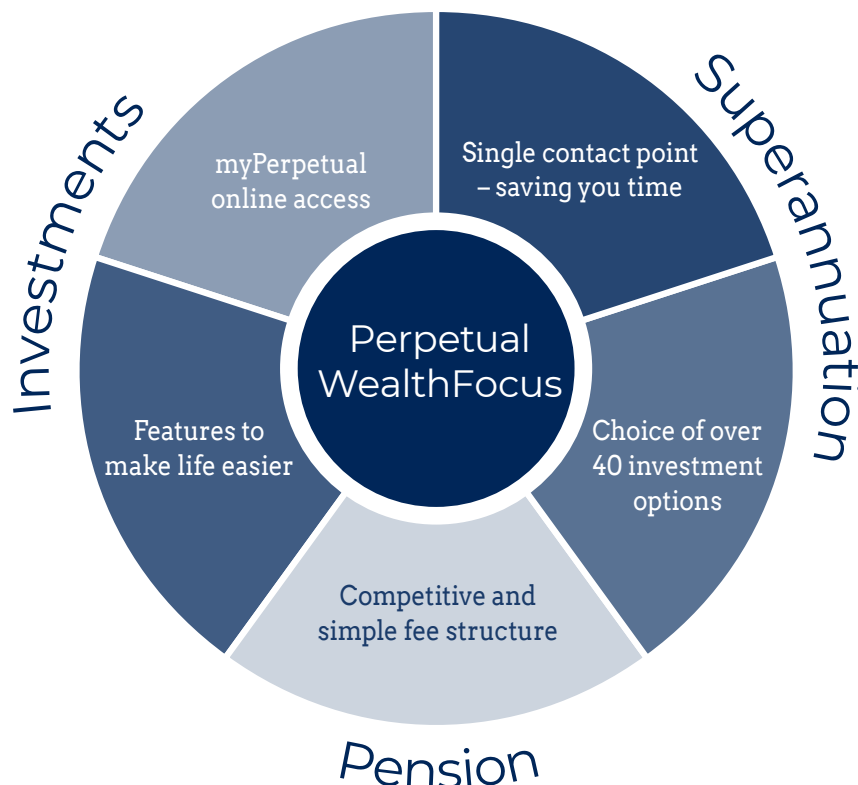 Investments
Superannuation
myPerpetual
online access
Single contact point
– saving you time
Perpetual
WealthFocus
Features to
make life easier
Choice of over
40 investment
options
Competitive and
simple fee structure
Pension